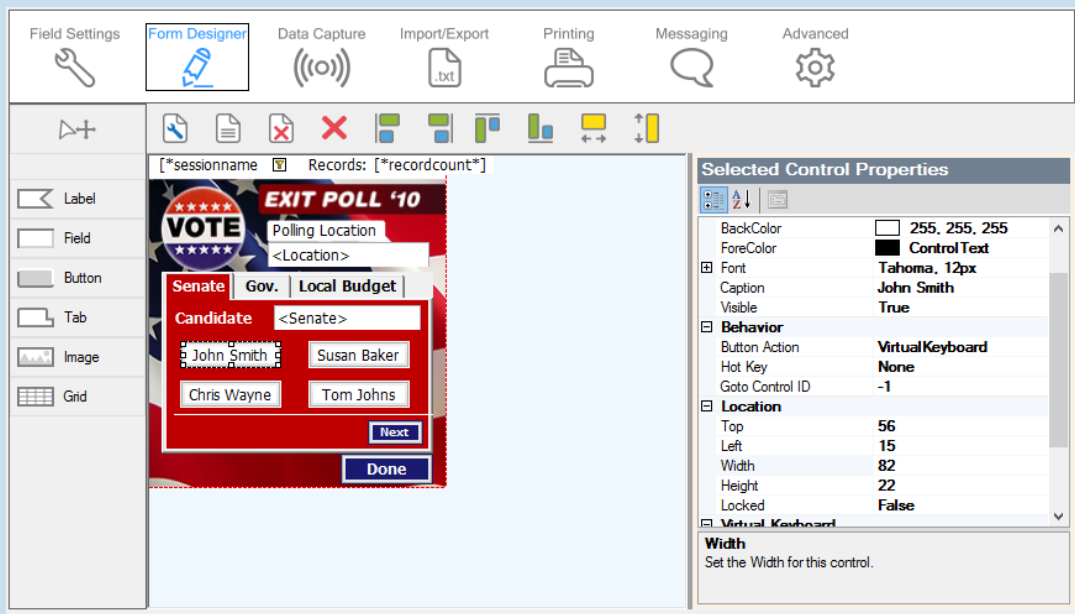 Field Settings Form Designer Data Capture Import/Export Printing Messaging Advanced
.txt
[*sessionname Records: [*recordcount*]
Selected Control Properties
Label
Field
Button
Tab
Image
Grid
EXIT POLL ‘10
VOTE
Polling Location
<Location>
Senate Gov. Local Budget
Candidate <Senate>
John Smith Susan Baker
Chris Wayne Tom Johns
Next
Done
A
Z
BackColor 255, 255, 255
ForeColor ControlText
Font Tahoma, 12px
Caption John Smith
Visible True
Behavior
Button Action VirtualKeyboard
Hot Key None
Goto Control ID -1
Location
Top 56
Left 15
Width 82
Height 22
Locked False
Virtual Keyboard
Width
Set the Width for this control.